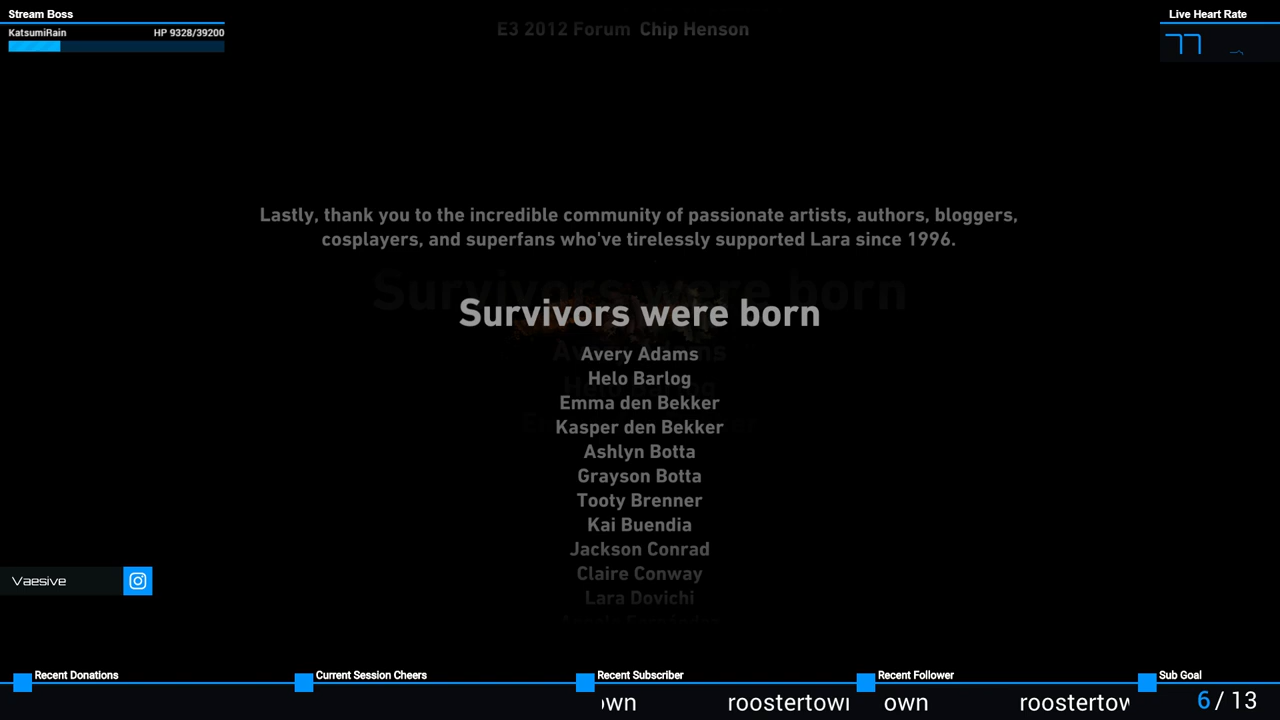 Stream Boss
KatsumiRain HP 9328/39200
E3 2012 Forum Chip Henson
Live Heart Rate
77
Lastly, thank you to the incredible community of passionate artists, authors, bloggers,
cosplayers, and superfans who've tirelessly supported Lara since 1996.
Survivors were born
Avery Adams
Helo Barlog
Emma den Bekker
Kasper den Bekker
Ashlyn Botta
Grayson Botta
Tooty Brenner
Kai Buendia
Jackson Conrad
Claire Conway
Lara Dovichi
Vaesive
Recent Donations
Current Session Cheers
Recent Subscriber
own roostertown
Recent Follower
own roostertow
Sub Goal
6 / 13